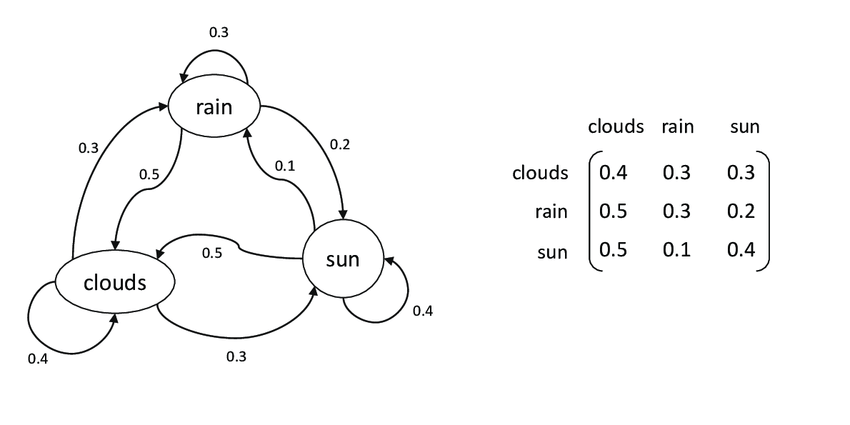 0.3
rain
0.3
0.2
0.5
0.1
0.5
sun
clouds
0.4
0.4
0.3
clouds rain sun
clouds 0.4 0.3 0.3
rain 0.5 0.3 0.2
sun 0.5 0.1 0.4